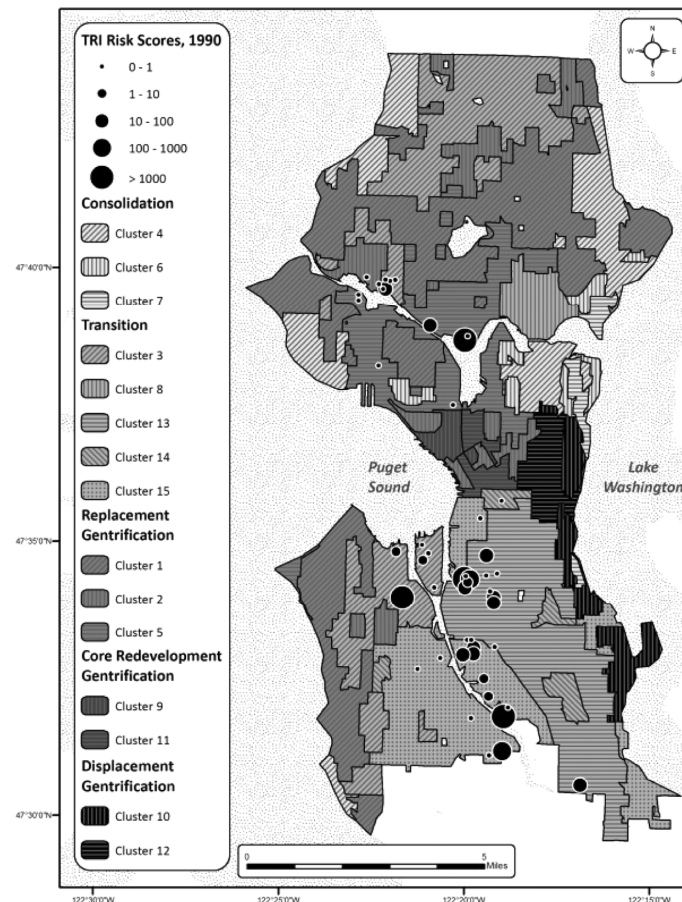 TRI Risk Scores, 1990
0 - 1
1 - 10
10 - 100
100 - 1000
> 1000
Consolidation
Cluster 4
Cluster 6
Cluster 7
Transition
Cluster 3
Cluster 8
Cluster 13
Cluster 14
Cluster 15
Replacement
Gentrification
Cluster 1
Cluster 2
Cluster 5
Core Redevelopment
Gentrification
Cluster 9
Cluster 11
Displacement
Gentrification
Cluster 10
Cluster 12
N
W E
S
Puget
Sound
Lake
Washington
47°40'0"N
47°35'0"N
47°30'0"N
0 5
Miles
122°30'0"W 122°25'0"W 122°20'0"W 122°15'0"W